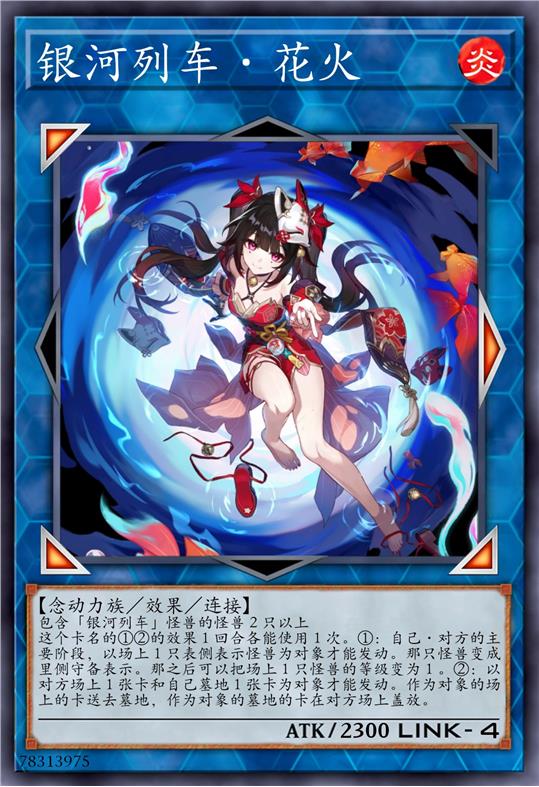 银河列车·花火
炎
【念动力族／效果／连接】
包含「银河列车」怪兽的怪兽2只以上
这个卡名的①②的效果1回合各能使用1次。①：自己·对方的主
要阶段，以场上1只表侧表示怪兽为对象才能发动。那只怪兽变成
里侧守备表示。那之后可以把场上1只怪兽的等级变为1。②：以
对方场上1张卡和自己墓地1张卡为对象才能发动。作为对象的场
上的卡送去墓地，作为对象的墓地的卡在对方场上盖放。
ATK/2300 LINK-4
78313975